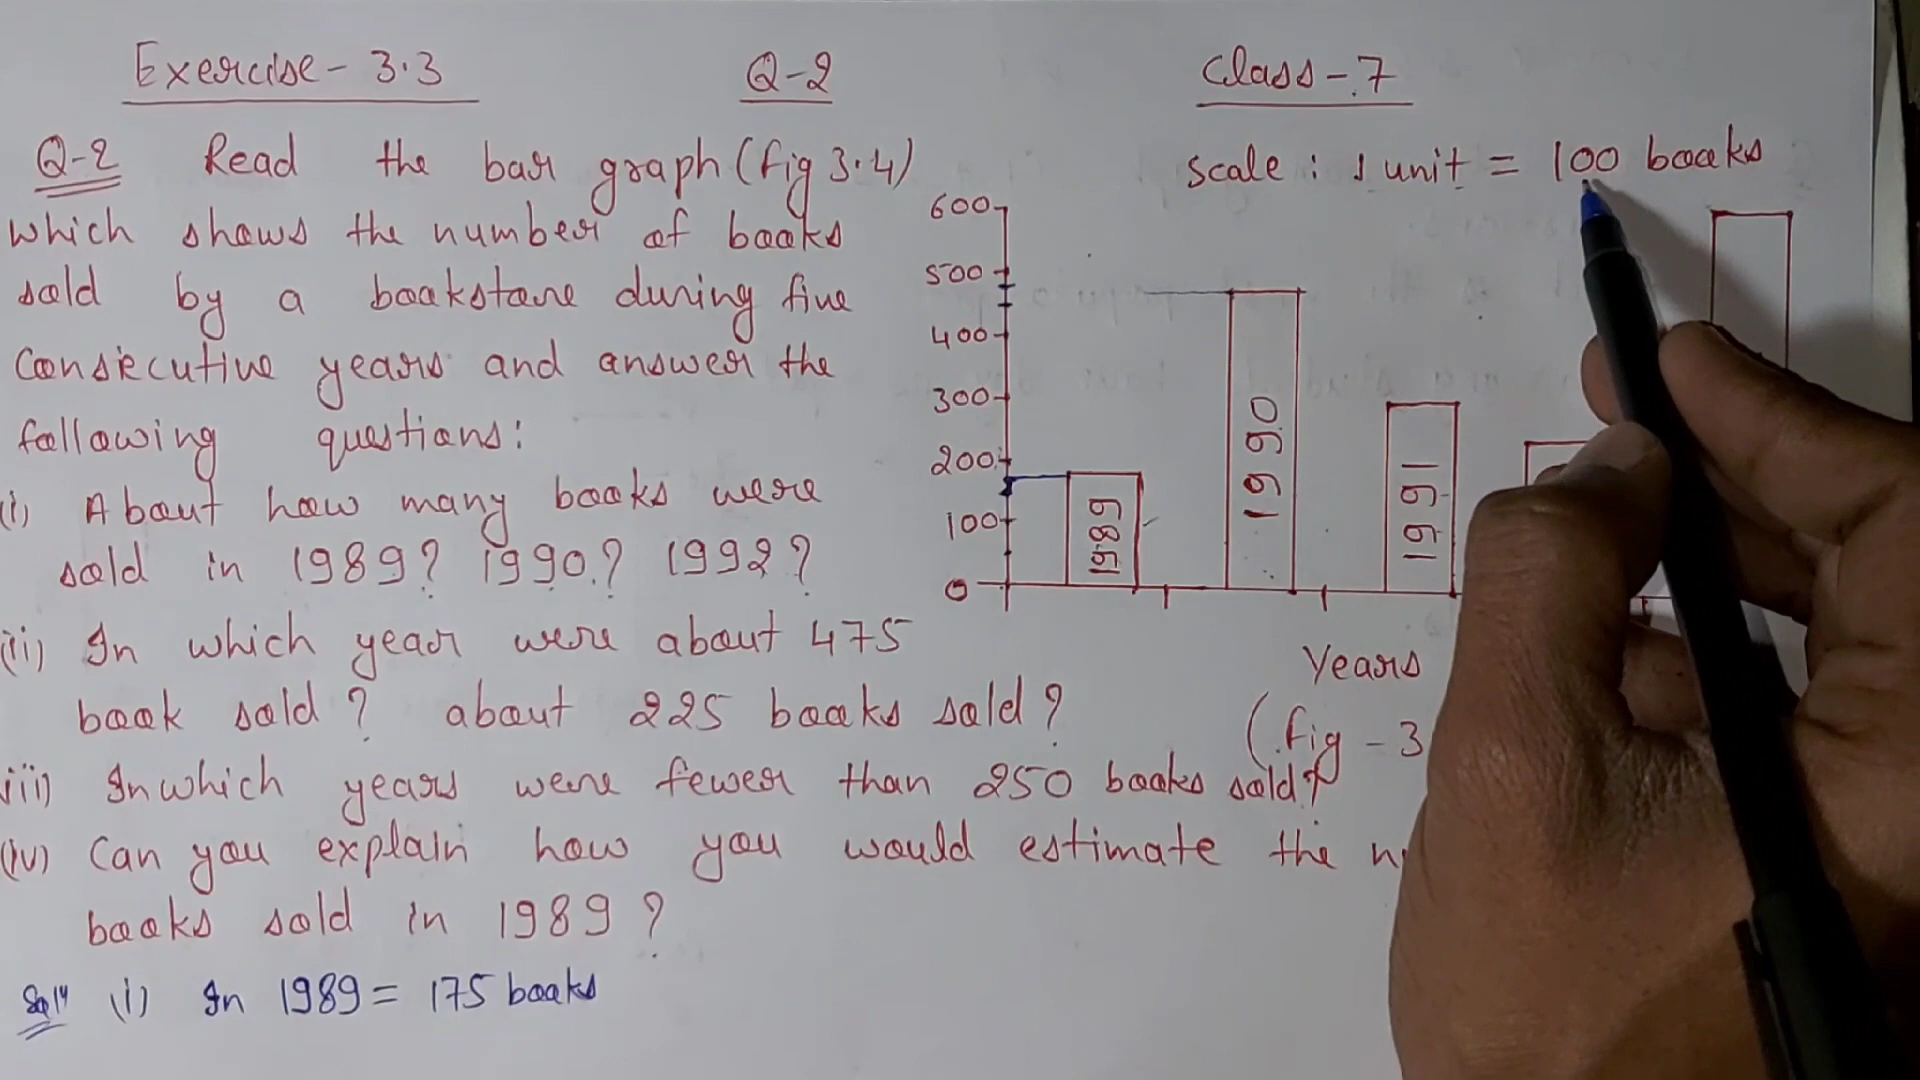 Exercise - 3.3 Q-2 Class-7
Q-2 Read the bar graph (fig 3.4)
which shows the number of books
sold by a bookstore during five
consecutive years and answer the
following questions:
(i) About how many books were
sold in 1989? 1990? 1992?
(ii) In which year were about 475
book sold? about 225 books sold?
(iii) In which years were fewer than 250 books sold?
(iv) Can you explain how you would estimate the
books sold in 1989?
Sol^n (i) In 1989 = 175 books
scale : 1 unit = 100 books
600
500
400
300
200
100
0
1989
1990
1991
Years
(fig - 3